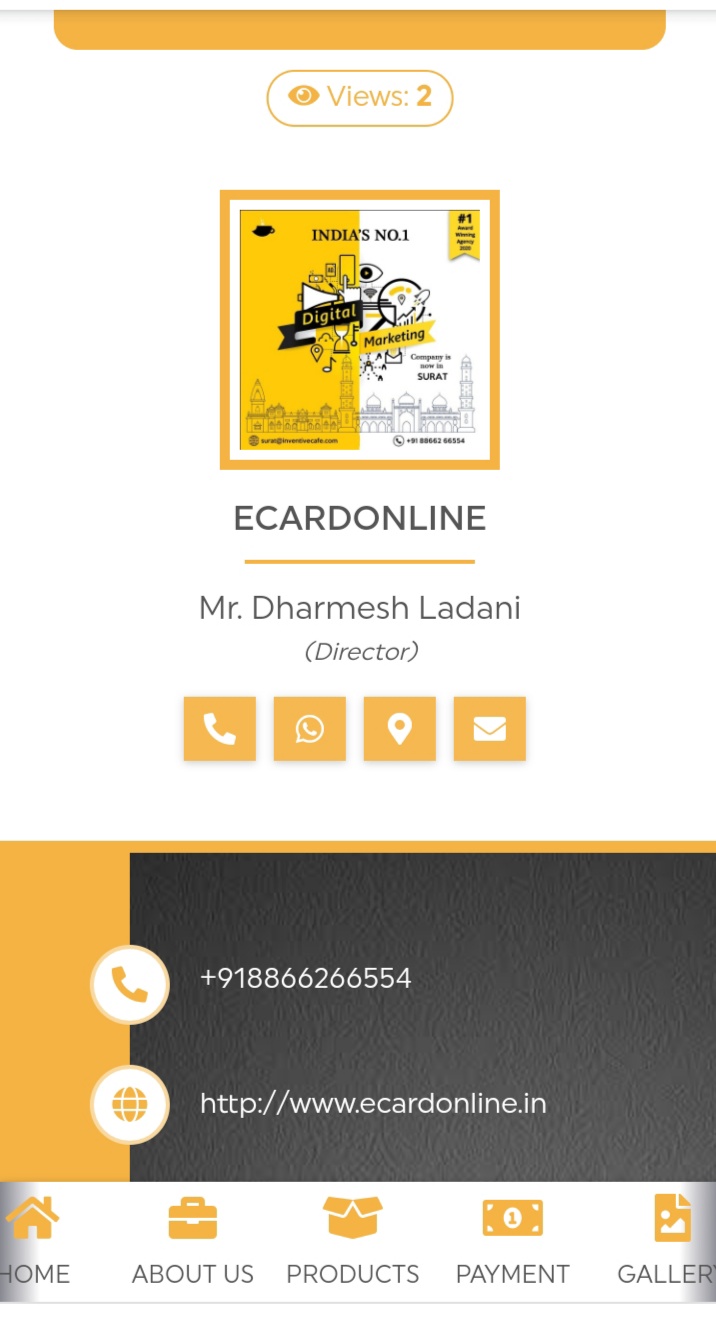 Views: 2
#1
Award
Winning
Agency
2020
INDIA'S NO.1
Digital
Marketing
Company is
now in
SURAT
surat@inventivecafe.com
+91 88662 66554
ECARDONLINE
Mr. Dharmesh Ladani
(Director)
+918866266554
http://www.ecardonline.in
HOME ABOUT US PRODUCTS PAYMENT GALLERY